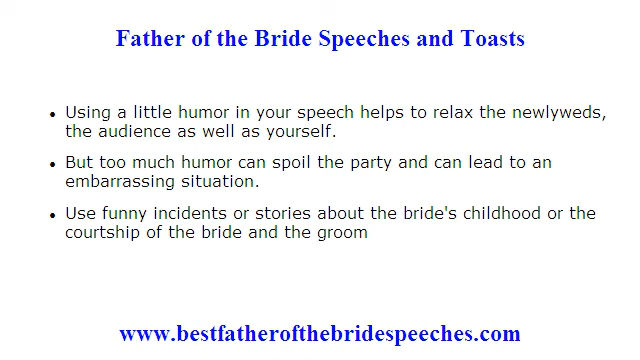 Father of the Bride Speeches and Toasts
• Using a little humor in your speech helps to relax the newlyweds,
the audience as well as yourself.
• But too much humor can spoil the party and can lead to an
embarrassing situation.
• Use funny incidents or stories about the bride's childhood or the
courtship of the bride and the groom
www.bestfatherofthebridespeeches.com